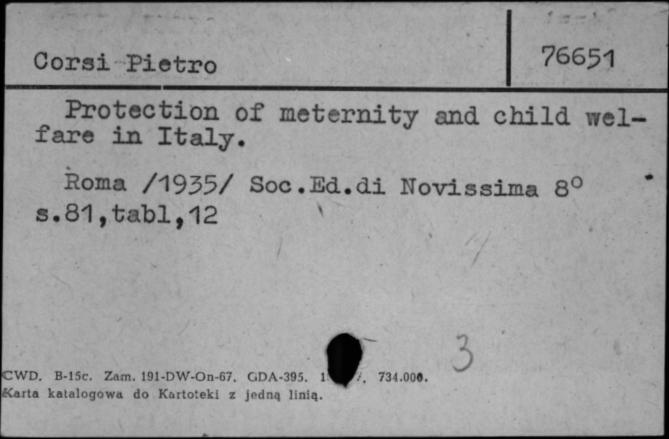 Corsi Pietro
76651
Protection of meternity and child wel-
fare in Italy.
Roma /1935/ Soc.Ed.di Novissima 8°
s.81,tabl,12
3
CWD. B-15c. Zam. 191-DW-On-67. GDA-395. 734.000.
Karta katalogowa do Kartoteki z jedną linią.